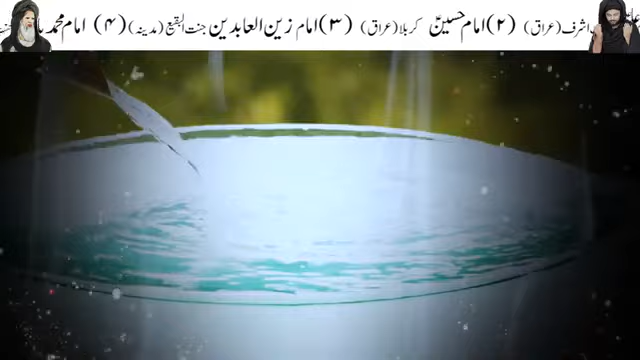 اشرف (عراق) (۲) امام حسینؑ کربلا (عراق) (۳) امام زین العابدین جنت البقیع (مدینہ) (۴) امام محمد